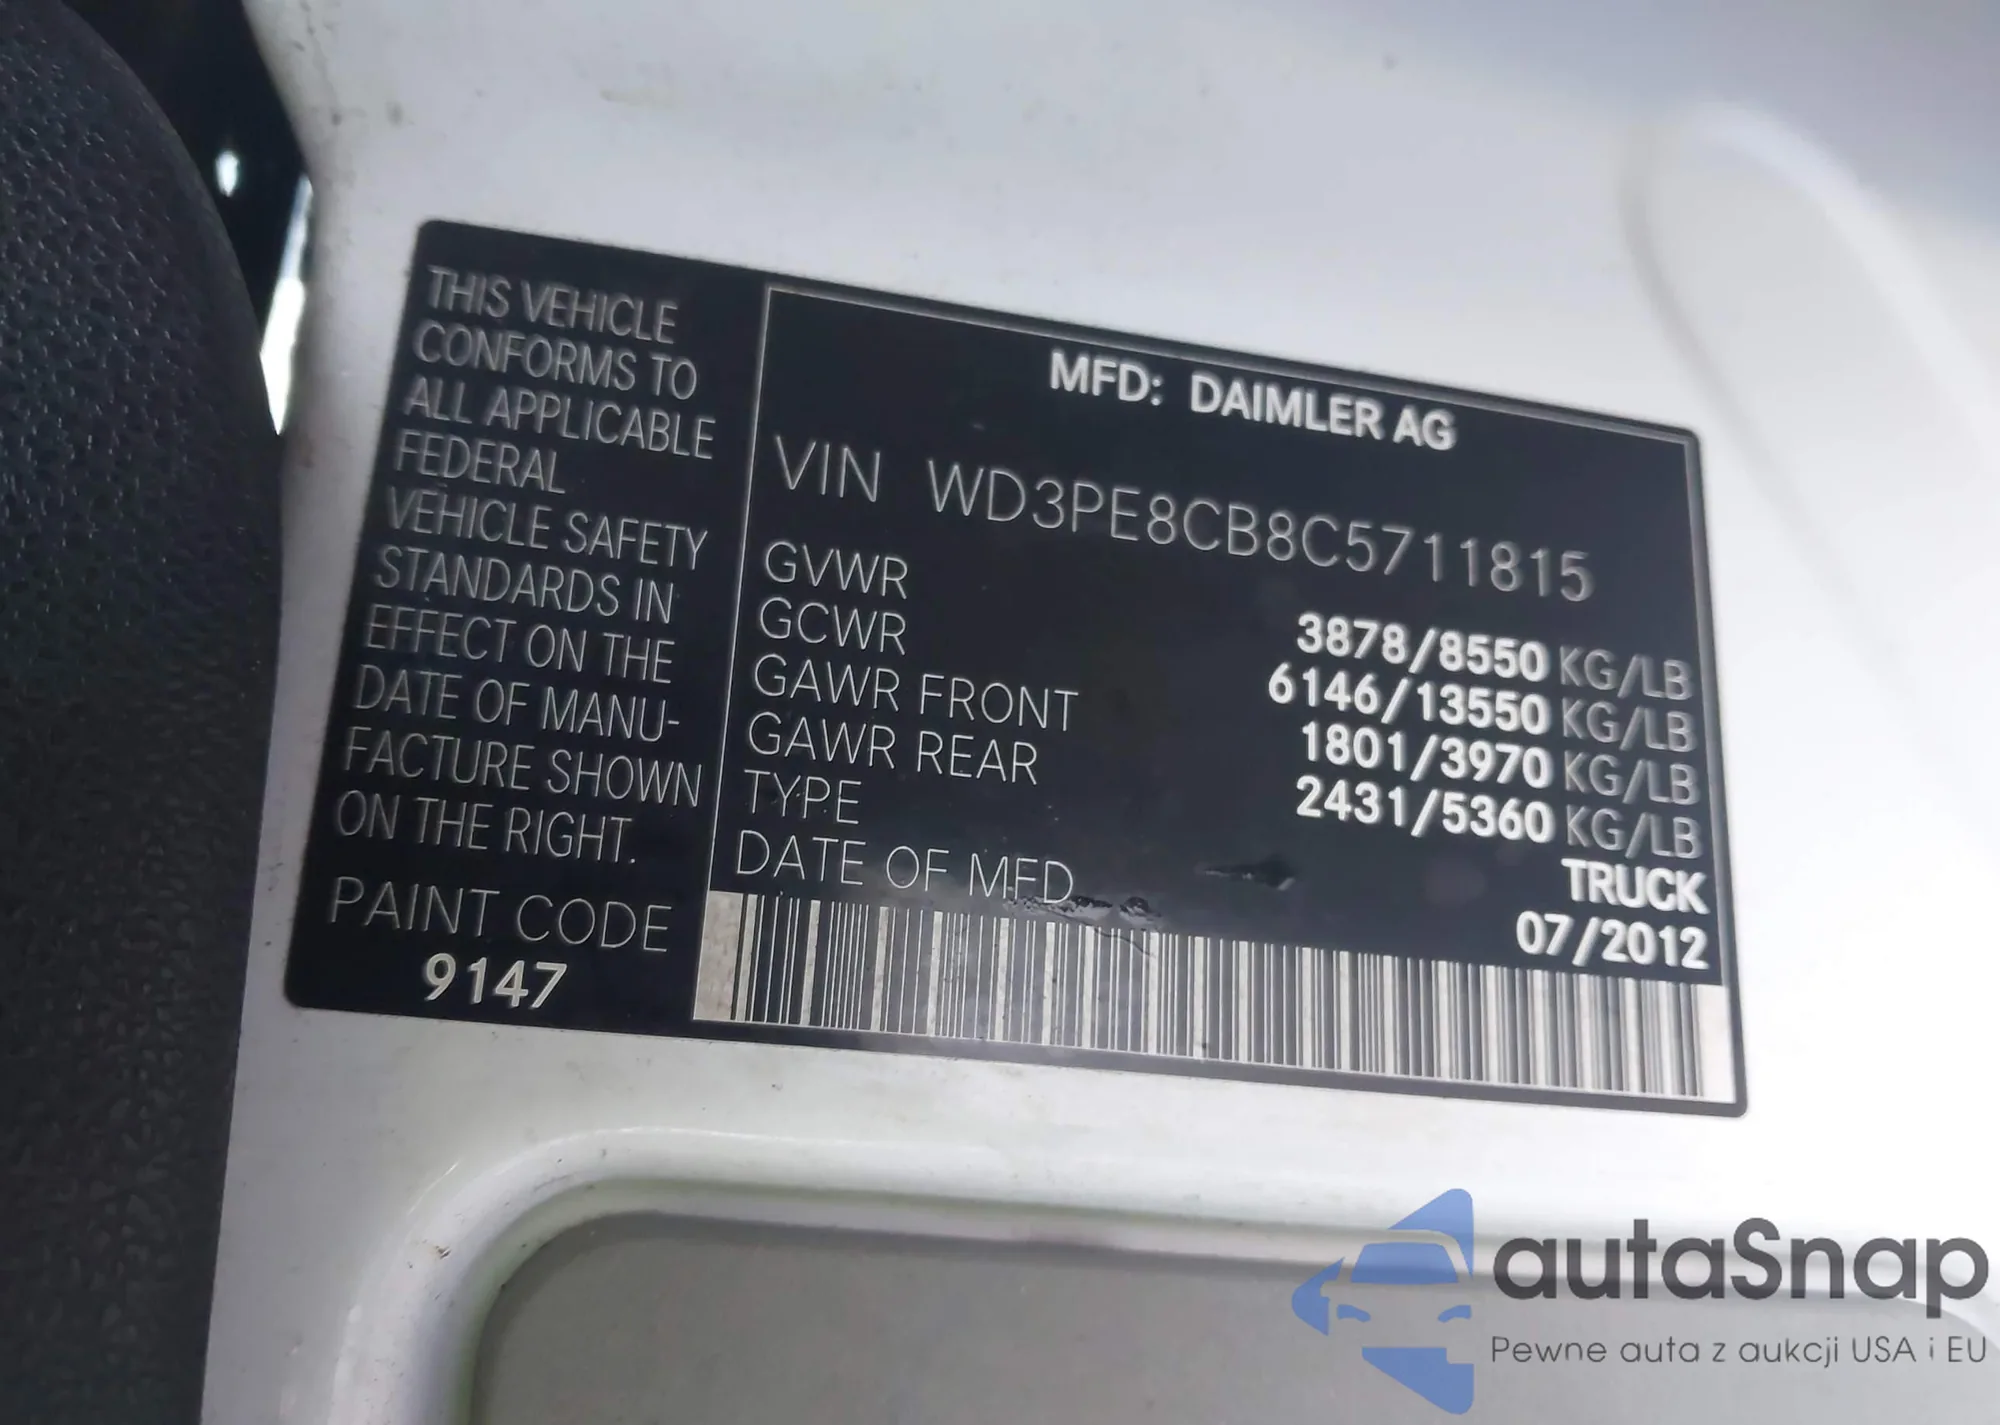 THIS VEHICLE
CONFORMS TO
ALL APPLICABLE
FEDERAL
VEHICLE SAFETY
STANDARDS IN
EFFECT ON THE
DATE OF MANU-
FACTURE SHOWN
ON THE RIGHT.
PAINT CODE
9147
MFD: DAIMLER AG
VIN WD3PE8CB8C5711815
GVWR 3878/8550 KG/LB
GCWR 6146/13550 KG/LB
GAWR FRONT 1801/3970 KG/LB
GAWR REAR 2431/5360 KG/LB
TYPE TRUCK
DATE OF MFD 07/2012
autaSnap
Pewne auta z aukcji USA i EU